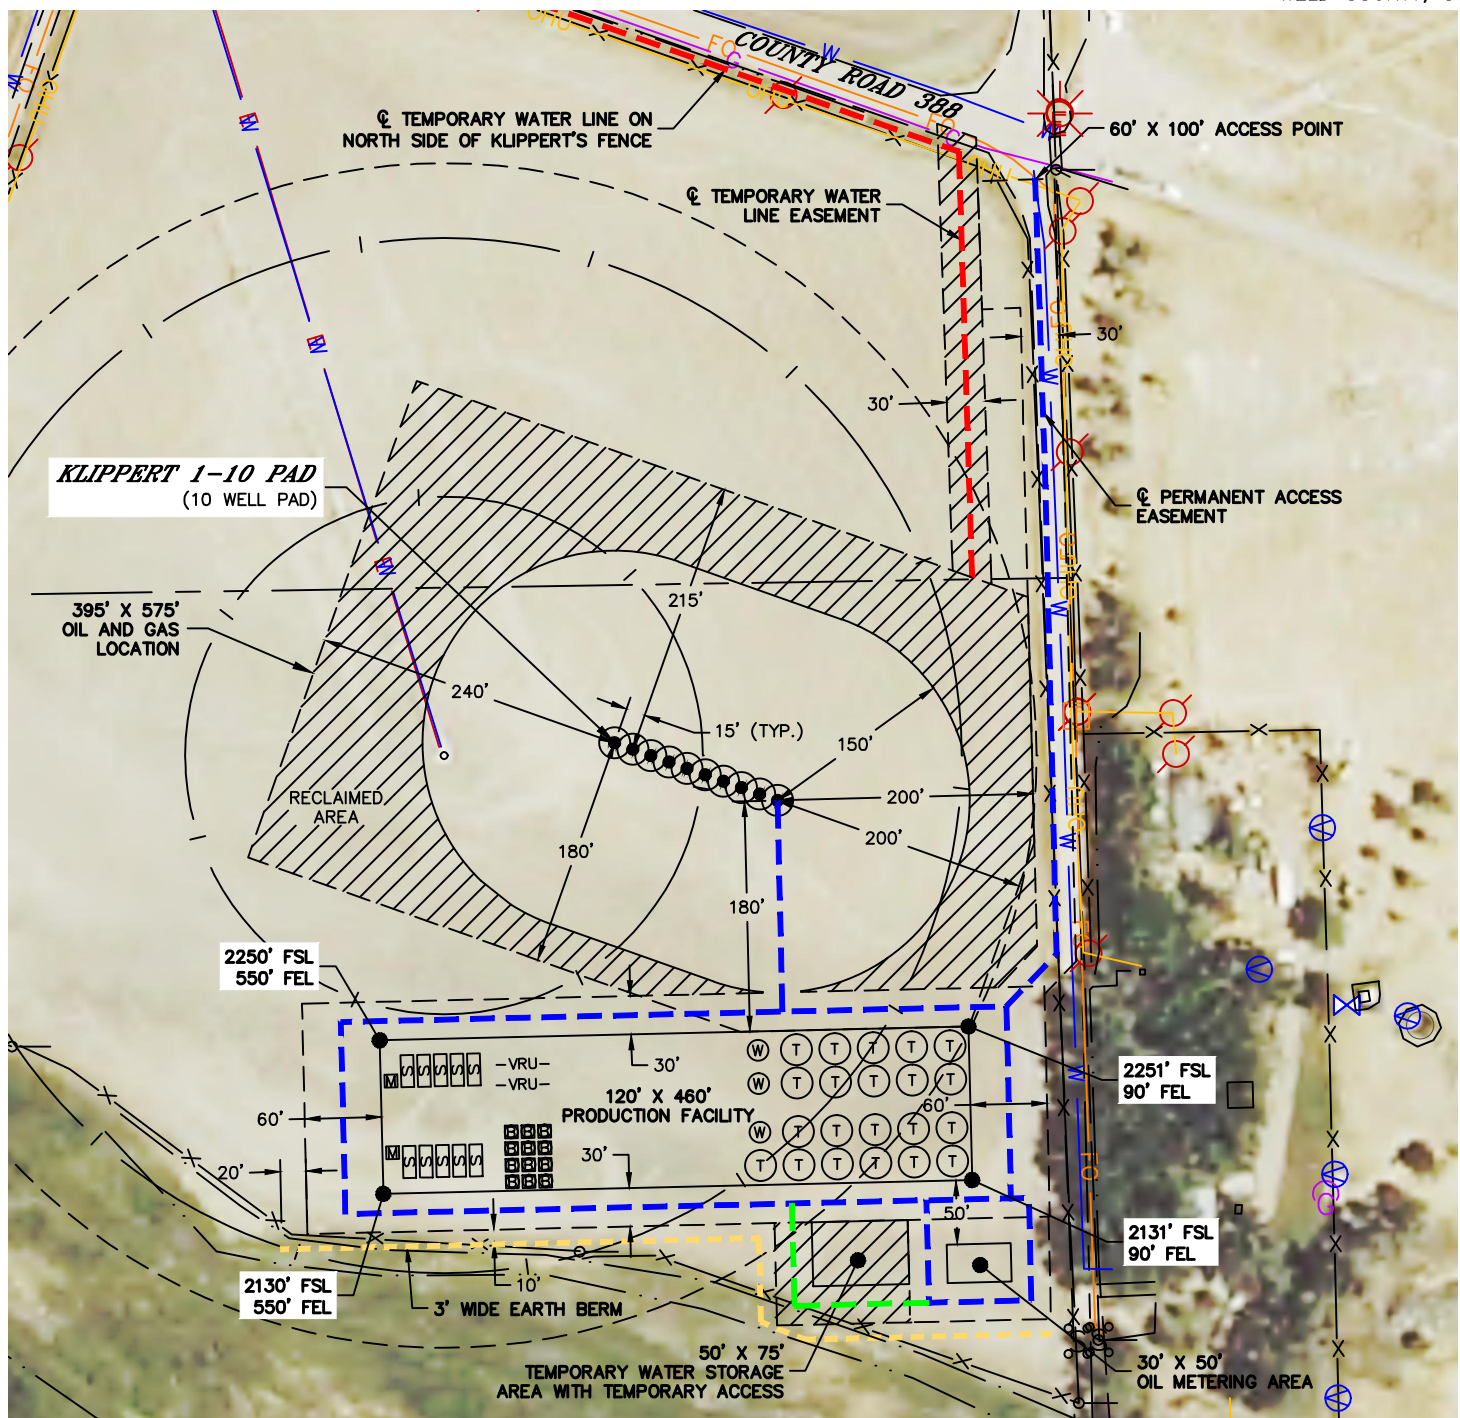 COUNTY ROAD 388
℄ TEMPORARY WATER LINE ON
NORTH SIDE OF KLIPPERT'S FENCE
60' X 100' ACCESS POINT
℄ TEMPORARY WATER
LINE EASEMENT
30'
30'
KLIPPERT 1-10 PAD
(10 WELL PAD)
℄ PERMANENT ACCESS
EASEMENT
395' X 575'
OIL AND GAS
LOCATION
215'
240'
15' (TYP.)
150'
RECLAIMED
AREA
200'
200'
180'
180'
2250' FSL
550' FEL
-VRU-
-VRU-
30'
120' X 460'
PRODUCTION FACILITY
2251' FSL
90' FEL
60'
60'
30'
20'
50'
2131' FSL
90' FEL
2130' FSL
550' FEL
10'
3' WIDE EARTH BERM
50' X 75'
TEMPORARY WATER STORAGE
AREA WITH TEMPORARY ACCESS
30' X 50'
OIL METERING AREA